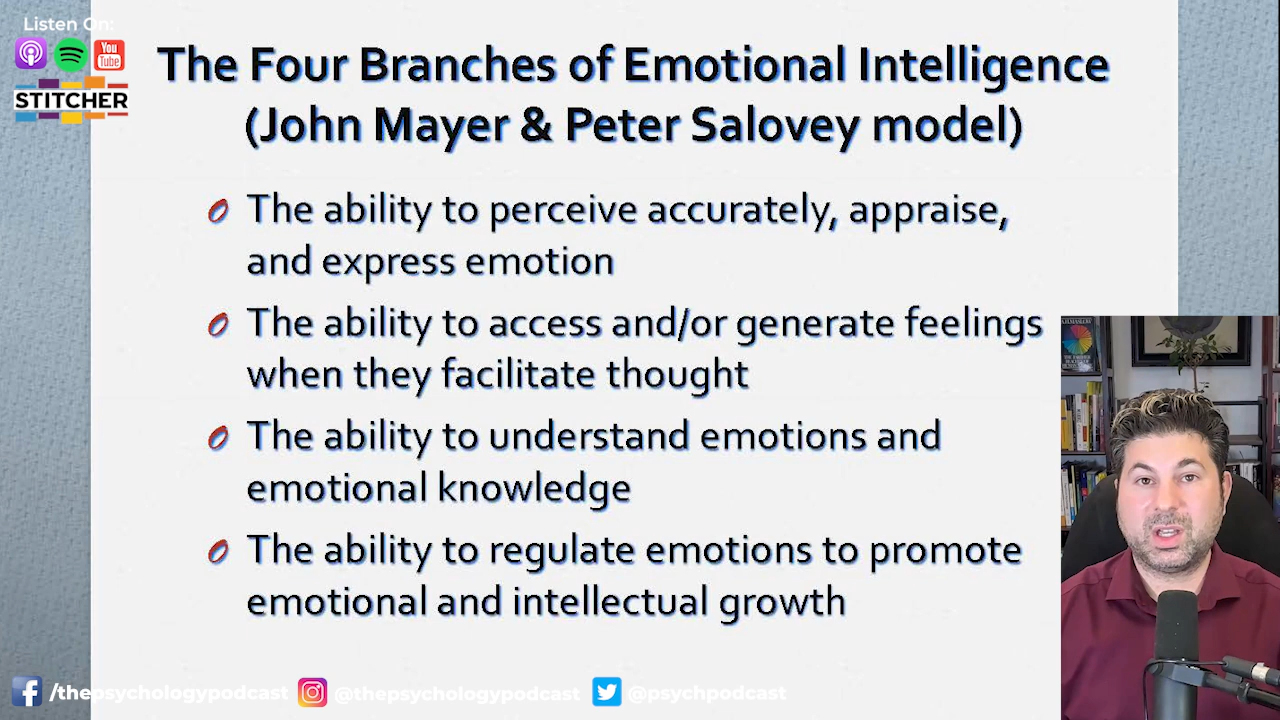 Listen On:
You
Tube
STITCHER
The Four Branches of Emotional Intelligence
(John Mayer & Peter Salovey model)
The ability to perceive accurately, appraise,
and express emotion
The ability to access and/or generate feelings
when they facilitate thought
The ability to understand emotions and
emotional knowledge
The ability to regulate emotions to promote
emotional and intellectual growth
/thepsychologypodcast
@thepsychologypodcast
@psychpodcast